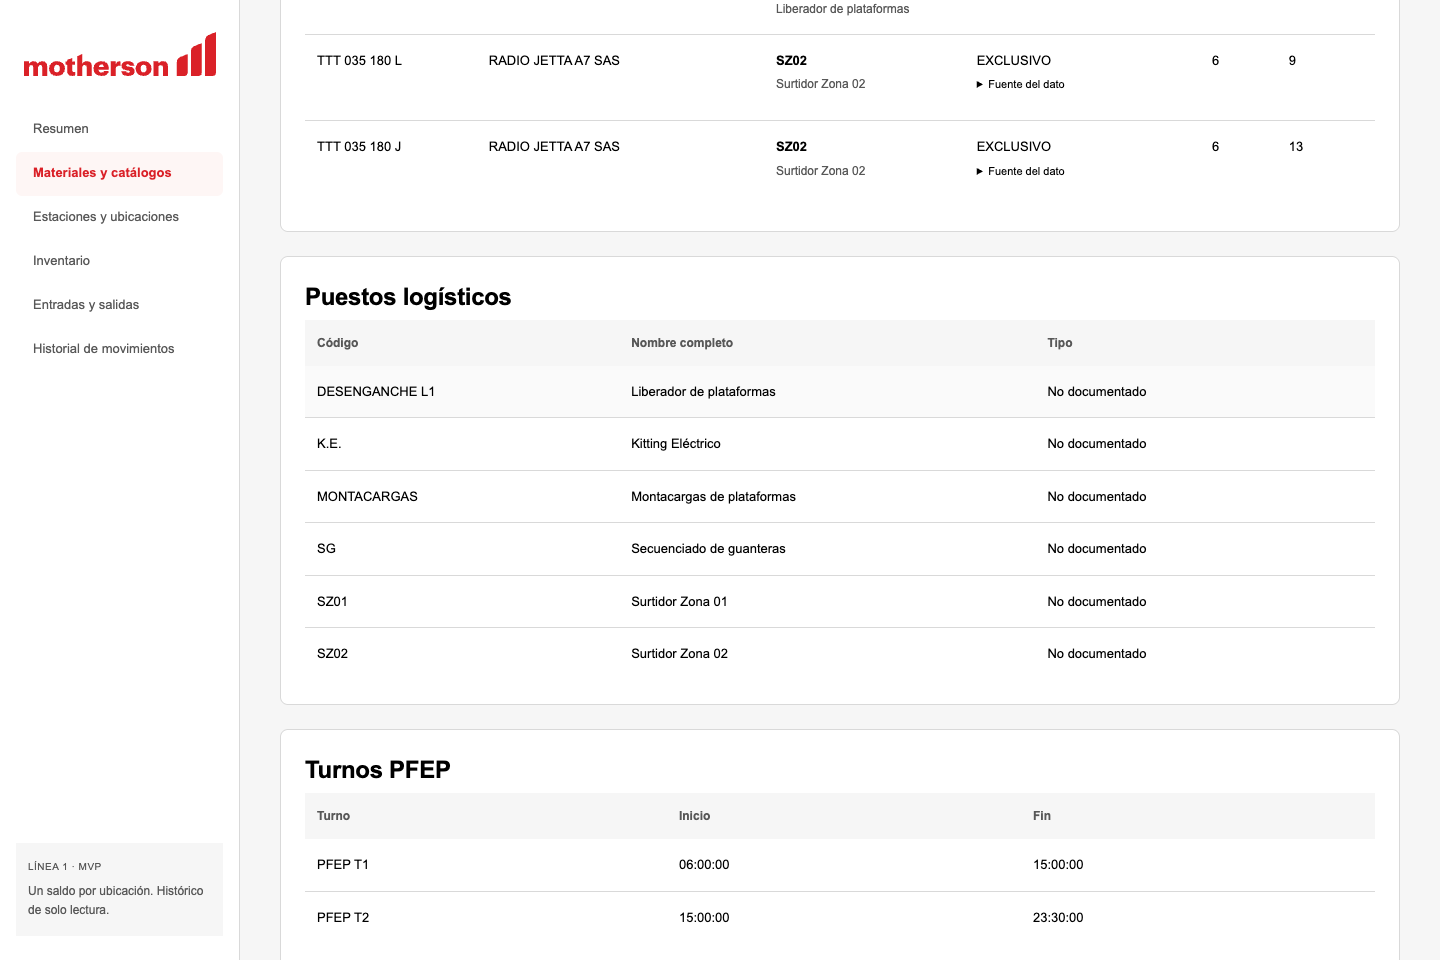 motherson
Resumen
Materiales y catálogos
Estaciones y ubicaciones
Inventario
Entradas y salidas
Historial de movimientos
LÍNEA 1 · MVP
Un saldo por ubicación. Histórico
de solo lectura.
Liberador de plataformas
TTT 035 180 L RADIO JETTA A7 SAS SZ02 EXCLUSIVO 6 9
Surtidor Zona 02 ▶ Fuente del dato
TTT 035 180 J RADIO JETTA A7 SAS SZ02 EXCLUSIVO 6 13
Surtidor Zona 02 ▶ Fuente del dato
Puestos logísticos
Código Nombre completo Tipo
DESENGANCHE L1 Liberador de plataformas No documentado
K.E. Kitting Eléctrico No documentado
MONTACARGAS Montacargas de plataformas No documentado
SG Secuenciado de guanteras No documentado
SZ01 Surtidor Zona 01 No documentado
SZ02 Surtidor Zona 02 No documentado
Turnos PFEP
Turno Inicio Fin
PFEP T1 06:00:00 15:00:00
PFEP T2 15:00:00 23:30:00